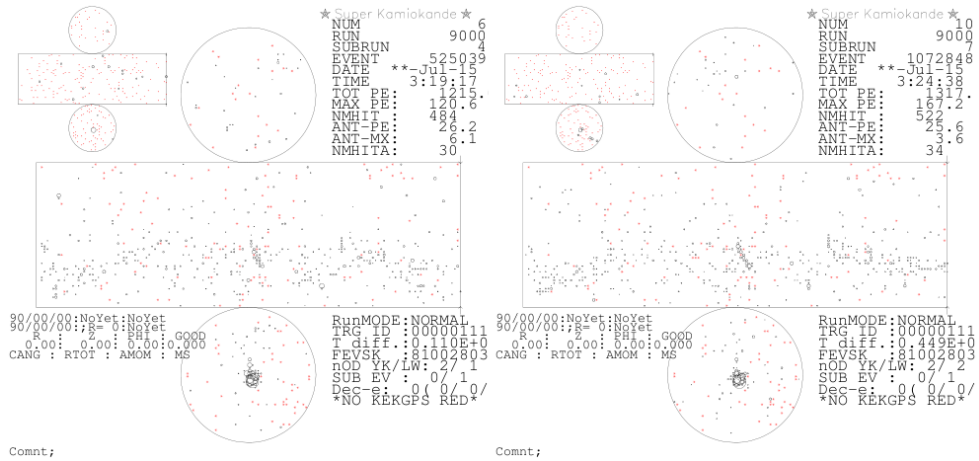 ★ Super Kamiokande ★
NUM 6
RUN 9000
SUBRUN 4
EVENT 525039
DATE **-Jul-15
TIME 3:19:17
TOT PE: 1215.
MAX PE: 120.6
NMHIT : 484
ANT-PE: 26.2
ANT-MX: 6.1
NMHITA: 30
90/00/00:NoYet:NoYet
90/00/00:;R= 0:NoYet
R : Z : PHI : GOOD
0.00: 0.00: 0.00:0.000
CANG : RTOT : AMOM : MS
RunMODE:NORMAL
TRG ID :00000111
T diff.:0.110E+0
FEVSK :81002803
nOD YK/LW: 2/ 1
SUB EV : 0/ 1
Dec-e: 0( 0/ 0/
*NO KEKGPS RED*
Comnt;
★ Super Kamiokande ★
NUM 10
RUN 9000
SUBRUN 7
EVENT 1072848
DATE **-Jul-15
TIME 3:24:38
TOT PE: 1317.
MAX PE: 167.2
NMHIT : 522
ANT-PE: 25.6
ANT-MX: 3.6
NMHITA: 34
90/00/00:NoYet:NoYet
90/00/00:;R= 0:NoYet
R : Z : PHI : GOOD
0.00: 0.00: 0.00:0.000
CANG : RTOT : AMOM : MS
RunMODE:NORMAL
TRG ID :00000111
T diff.:0.449E+0
FEVSK :81002803
nOD YK/LW: 2/ 2
SUB EV : 0/ 1
Dec-e: 0( 0/ 0/
*NO KEKGPS RED*
Comnt;